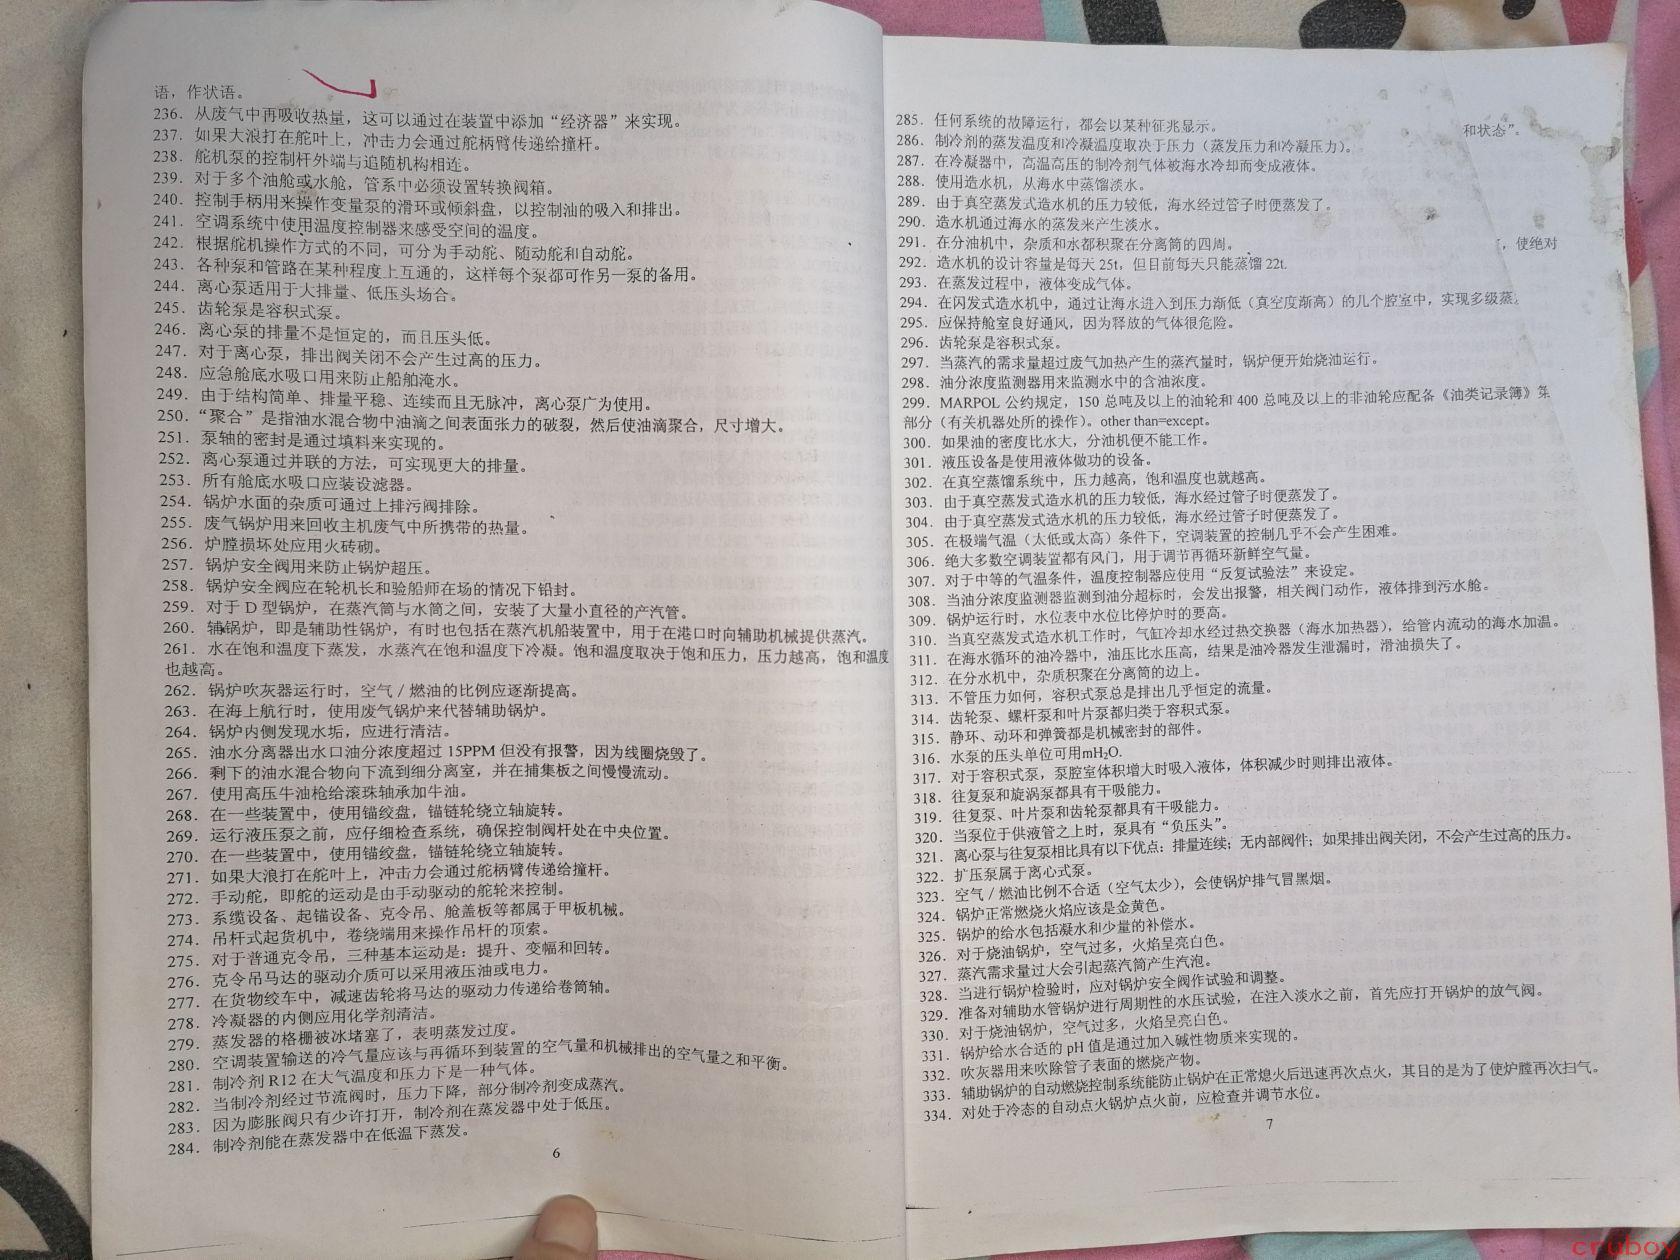 语，作状语。
236．从废气中再吸收热量，这可以通过在装置中添加“经济器”来实现。
237．如果大浪打在舵叶上，冲击力会通过舵柄臂传递给撞杆。
238．舵机泵的控制杆外端与追随机构相连。
239．对于多个油舱或水舱，管系中必须设置转换阀箱。
240．控制手柄用来操作变量泵的滑环或倾斜盘，以控制油的吸入和排出。
241．空调系统中使用温度控制器来感受空间的温度。
242．根据舵机操作方式的不同，可分为手动舵、随动舵和自动舵。
243．各种泵和管路在某种程度上互通的，这样每个泵都可作另一泵的备用。
244．离心泵适用于大排量、低压头场合。
245．齿轮泵是容积式泵。
246．离心泵的排量不是恒定的，而且压头低。
247．对于离心泵，排出阀关闭不会产生过高的压力。
248．应急舱底水吸口用来防止船舶淹水。
249．由于结构简单、排量平稳、连续而且无脉冲，离心泵广为使用。
250．“聚合”是指油水混合物中油滴之间表面张力的破裂，然后使油滴聚合，尺寸增大。
251．泵轴的密封是通过填料来实现的。
252．离心泵通过并联的方法，可实现更大的排量。
253．所有舱底水吸口应装设滤器。
254．锅炉水面的杂质可通过上排污阀排除。
255．废气锅炉用来回收主机废气中所携带的热量。
256．炉膛损坏处应用火砖砌。
257．锅炉安全阀用来防止锅炉超压。
258．锅炉安全阀应在轮机长和验船师在场的情况下铅封。
259．对于 D 型锅炉，在蒸汽筒与水筒之间，安装了大量小直径的产汽管。
260．辅锅炉，即是辅助性锅炉，有时也包括在蒸汽机船装置中，用于在港口时向辅助机械提供蒸汽。
261．水在饱和温度下蒸发，水蒸汽在饱和温度下冷凝。饱和温度取决于饱和压力，压力越高，饱和温度
也越高。
262．锅炉吹灰器运行时，空气／燃油的比例应逐渐提高。
263．在海上航行时，使用废气锅炉来代替辅助锅炉。
264．锅炉内侧发现水垢，应进行清洁。
265．油水分离器出水口油分浓度超过 15PPM 但没有报警，因为线圈烧毁了。
266．剩下的油水混合物向下流到细分离室，并在捕集板之间慢慢流动。
267．使用高压牛油枪给滚珠轴承加牛油。
268．在一些装置中，使用锚绞盘，锚链轮绕立轴旋转。
269．运行液压泵之前，应仔细检查系统，确保控制阀杆处在中央位置。
270．在一些装置中，使用锚绞盘，锚链轮绕立轴旋转。
271．如果大浪打在舵叶上，冲击力会通过舵柄臂传递给撞杆。
272．手动舵，即舵的运动是由手动驱动的舵轮来控制。
273．系缆设备、起锚设备、克令吊、舱盖板等都属于甲板机械。
274．吊杆式起货机中，卷绕端用来操作吊杆的顶索。
275．对于普通克令吊，三种基本运动是：提升、变幅和回转。
276．克令吊马达的驱动介质可以采用液压油或电力。
277．在货物绞车中，减速齿轮将马达的驱动力传递给卷筒轴。
278．冷凝器的内侧应用化学剂清洁。
279．蒸发器的格栅被冰堵塞了，表明蒸发过度。
280．空调装置输送的冷气量应该与再循环到装置的空气量和机械排出的空气量之和平衡。
281．制冷剂 R12 在大气温度和压力下是一种气体。
282．当制冷剂经过节流阀时，压力下降，部分制冷剂变成蒸汽。
283．因为膨胀阀只有少许打开，制冷剂在蒸发器中处于低压。
284．制冷剂能在蒸发器中在低温下蒸发。
6
285．任何系统的故障运行，都会以某种征兆显示。
和状态”。
286．制冷剂的蒸发温度和冷凝温度取决于压力（蒸发压力和冷凝压力）。
287．在冷凝器中，高温高压的制冷剂气体被海水冷却而变成液体。
288．使用造水机，从海水中蒸馏淡水。
289．由于真空蒸发式造水机的压力较低，海水经过管子时便蒸发了。
290．造水机通过海水的蒸发来产生淡水。
291．在分油机中，杂质和水都积聚在分离筒的四周。
，使绝对
292．造水机的设计容量是每天 25t，但目前每天只能蒸馏 22t.
293．在蒸发过程中，液体变成气体。
294．在闪发式造水机中，通过让海水进入到压力渐低（真空度渐高）的几个腔室中，实现多级蒸
295．应保持舱室良好通风，因为释放的气体很危险。
296．齿轮泵是容积式泵。
297．当蒸汽的需求量超过废气加热产生的蒸汽量时，锅炉便开始烧油运行。
298．油分浓度监测器用来监测水中的含油浓度。
299．MARPOL 公约规定，150 总吨及以上的油轮和 400 总吨及以上的非油轮应配备《油类记录簿》第
部分（有关机器处所的操作）。other than=except。
300．如果油的密度比水大，分油机便不能工作。
301．液压设备是使用液体做功的设备。
302．在真空蒸馏系统中，压力越高，饱和温度也就越高。
303．由于真空蒸发式造水机的压力较低，海水经过管子时便蒸发了。
304．由于真空蒸发式造水机的压力较低，海水经过管子时便蒸发了。
305．在极端气温（太低或太高）条件下，空调装置的控制几乎不会产生困难。
306．绝大多数空调装置都有风门，用于调节再循环新鲜空气量。
307．对于中等的气温条件，温度控制器应使用“反复试验法”来设定。
308．当油分浓度监测器监测到油分超标时，会发出报警，相关阀门动作，液体排到污水舱。
309．锅炉运行时，水位表中水位比停炉时的要高。
310．当真空蒸发式造水机工作时，气缸冷却水经过热交换器（海水加热器），给管内流动的海水加温。
311．在海水循环的油冷器中，油压比水压高，结果是油冷器发生泄漏时，滑油损失了。
312．在分水机中，杂质积聚在分离筒的边上。
313．不管压力如何，容积式泵总是排出几乎恒定的流量。
314．齿轮泵、螺杆泵和叶片泵都归类于容积式泵。
315．静环、动环和弹簧都是机械密封的部件。
316．水泵的压头单位可用mH₂O.
317．对于容积式泵，泵腔室体积增大时吸入液体，体积减少时则排出液体。
318．往复泵和旋涡泵都具有干吸能力。
319．往复泵、叶片泵和齿轮泵都具有干吸能力。
320．当泵位于供液管之上时，泵具有“负压头”。
321．离心泵与往复泵相比具有以下优点：排量连续；无内部阀件；如果排出阀关闭，不会产生过高的压力。
322．扩压泵属于离心式泵。
323．空气／燃油比例不合适（空气太少），会使锅炉排气冒黑烟。
324．锅炉正常燃烧火焰应该是金黄色。
325．锅炉的给水包括凝水和少量的补偿水。
326．对于烧油锅炉，空气过多，火焰呈亮白色。
327．蒸汽需求量过大会引起蒸汽筒产生汽泡。
328．当进行锅炉检验时，应对锅炉安全阀作试验和调整。
329．准备对辅助水管锅炉进行周期性的水压试验，在注入淡水之前，首先应打开锅炉的放气阀。
330．对于烧油锅炉，空气过多，火焰呈亮白色。
331．锅炉给水合适的 pH 值是通过加入碱性物质来实现的。
332．吹灰器用来吹除管子表面的燃烧产物。
333．辅助锅炉的自动燃烧控制系统能防止锅炉在正常熄火后迅速再次点火，其目的是为了使炉膛再次扫气。
334．对处于冷态的自动点火锅炉点火前，应检查并调节水位。
7
cruboy